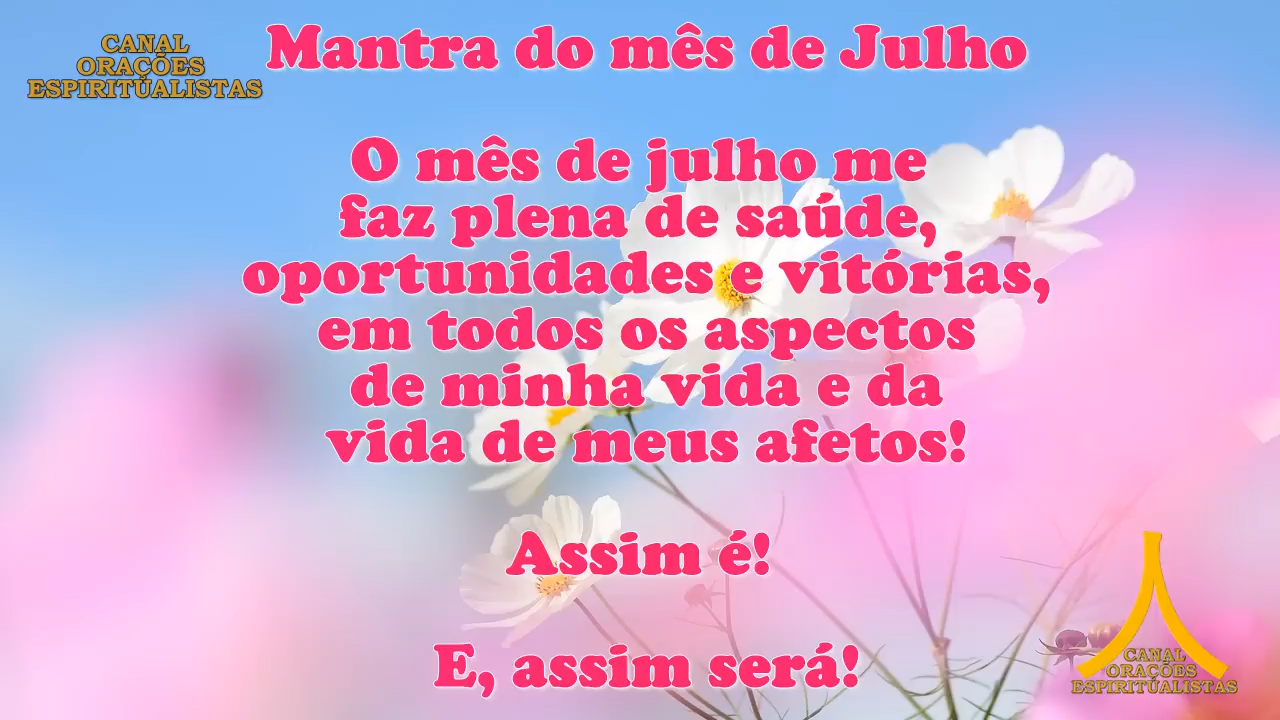 CANAL
ORAÇÕES
ESPIRITUALISTAS
Mantra do mês de Julho
O mês de julho me
faz plena de saúde,
oportunidades e vitórias,
em todos os aspectos
de minha vida e da
vida de meus afetos!
Assim é!
E, assim será!
CANAL
ORAÇÕES
ESPIRITUALISTAS